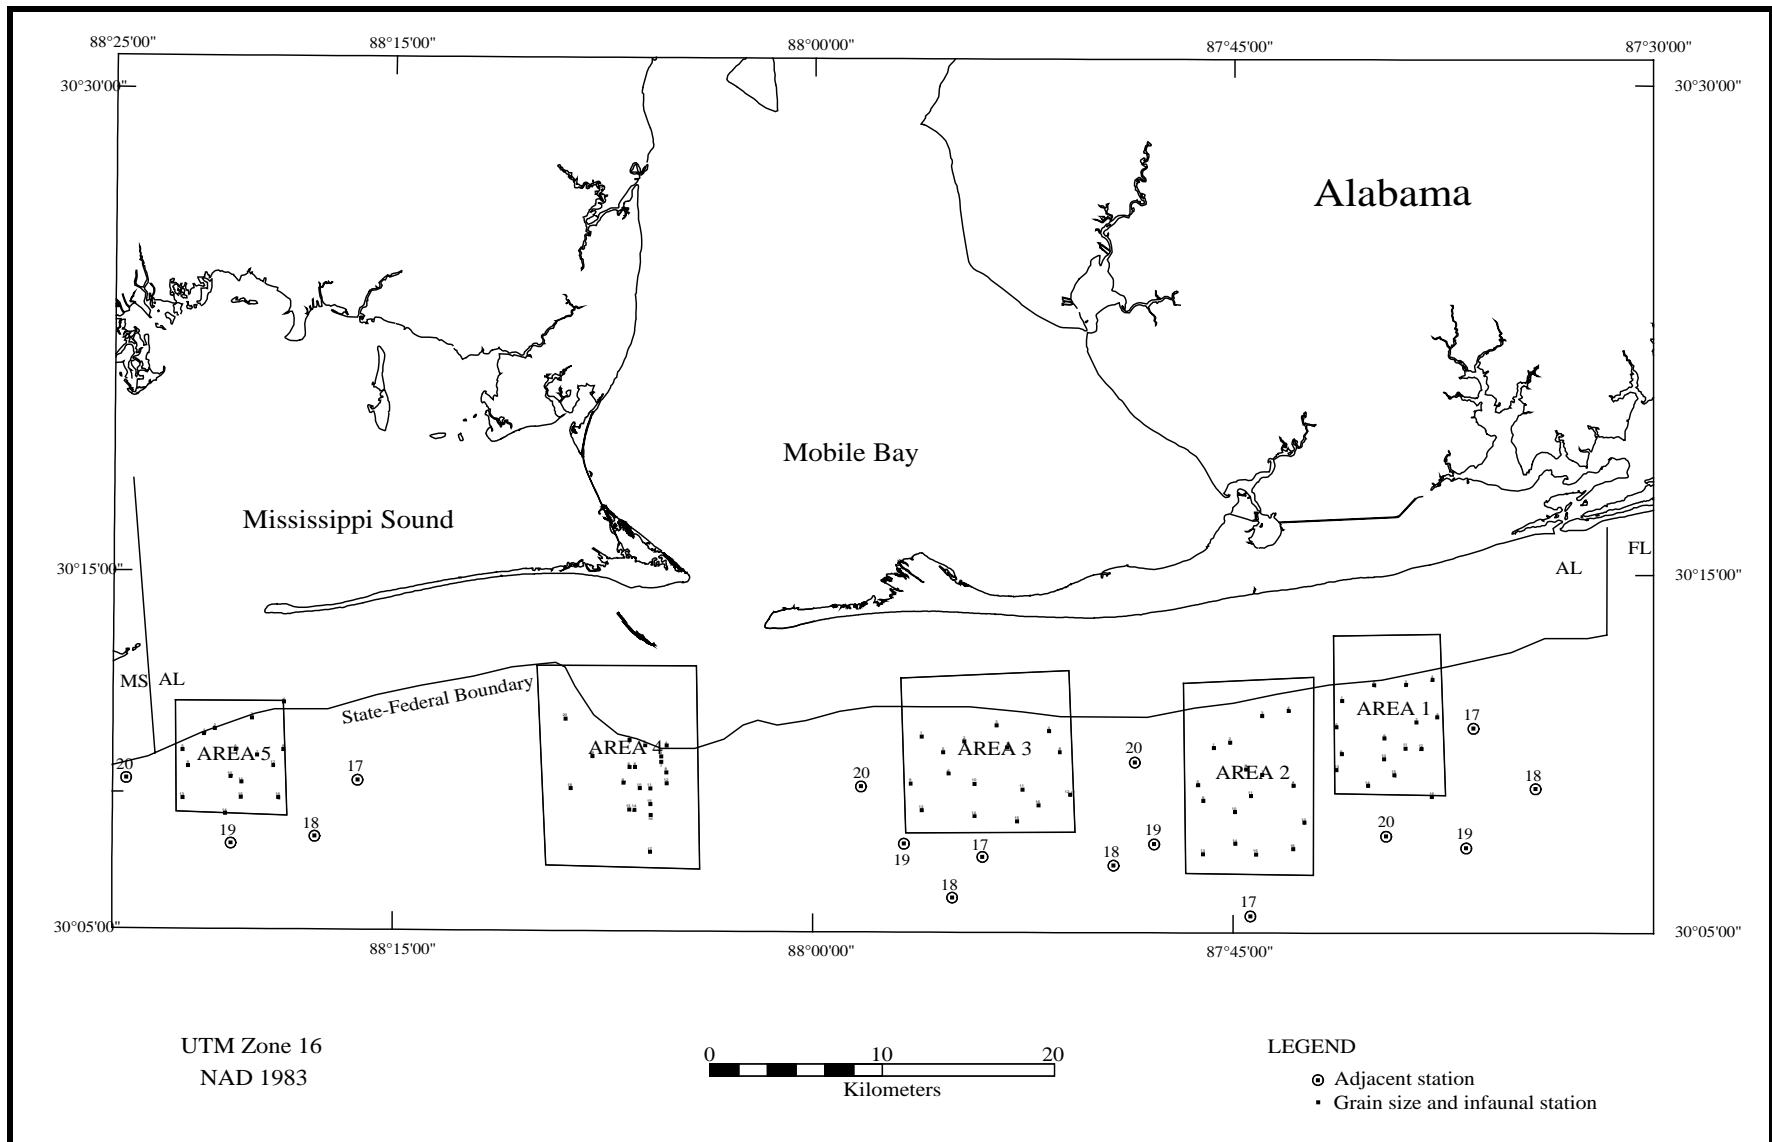 88°25'00"
88°15'00"
88°00'00"
87°45'00"
87°30'00"
30°30'00"
30°30'00"
Alabama
Mobile Bay
Mississippi Sound
30°15'00"
30°15'00"
FL
AL
MS
AL
State-Federal Boundary
AREA 1
17
AREA 4
AREA 3
AREA 5
20
20
17
AREA 2
20
18
19
18
19
20
19
19
17
18
18
17
30°05'00"
30°05'00"
88°15'00"
88°00'00"
87°45'00"
UTM Zone 16
NAD 1983
0
10
20
Kilometers
LEGEND
Adjacent station
Grain size and infaunal station